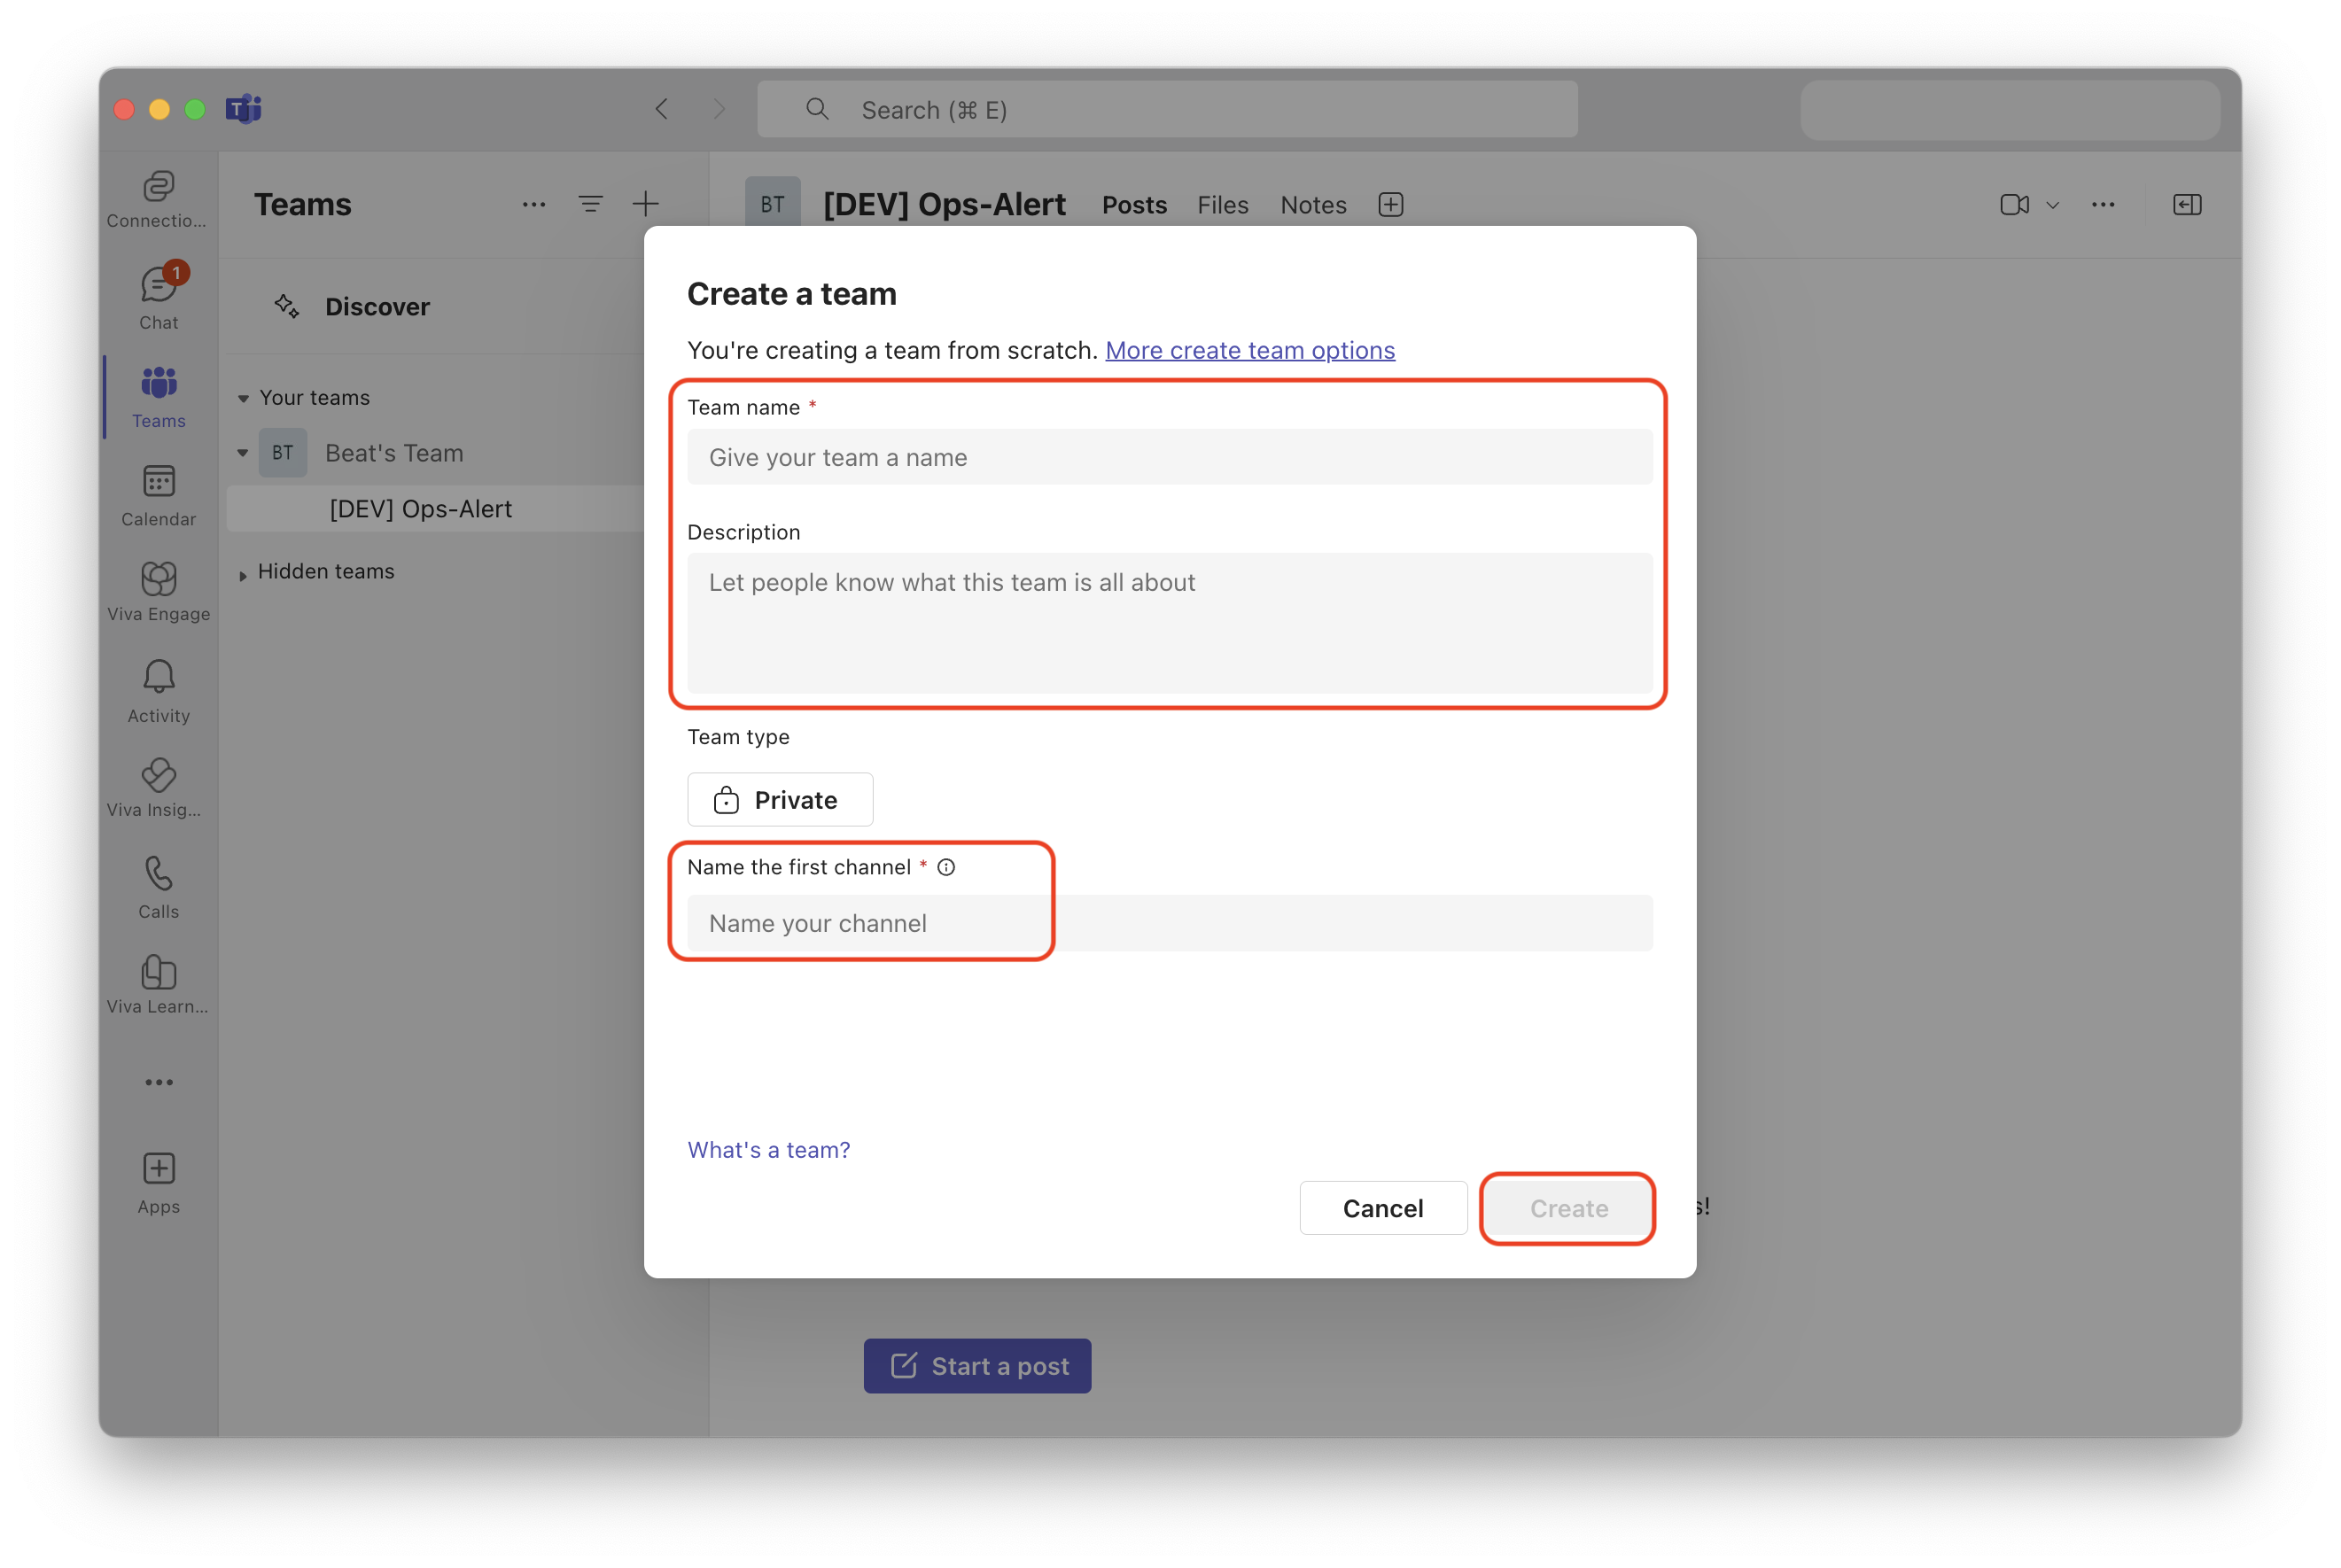 T
Search (⌘ E)
Connectio...
1
Chat
Teams
Calendar
Viva Engage
Activity
Viva Insig...
Calls
Viva Learn...
Apps
Teams
Discover
Your teams
BT Beat's Team
[DEV] Ops-Alert
Hidden teams
BT [DEV] Ops-Alert Posts Files Notes
Create a team
You're creating a team from scratch. More create team options
Team name *
Give your team a name
Description
Let people know what this team is all about
Team type
Private
Name the first channel *
Name your channel
What's a team?
Cancel Create
s!
Start a post